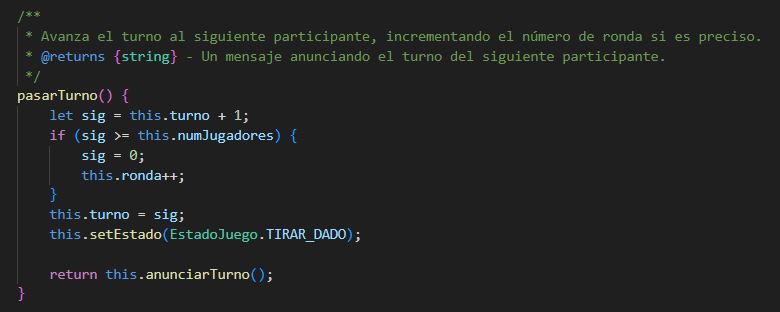 /**
 * Avanza el turno al siguiente participante, incrementando el número de ronda si es preciso.
 * @returns {string} - Un mensaje anunciando el turno del siguiente participante.
 */
pasarTurno() {
    let sig = this.turno + 1;
    if (sig >= this.numJugadores) {
        sig = 0;
        this.ronda++;
    }
    this.turno = sig;
    this.setEstado(EstadoJuego.TIRAR_DADO);

    return this.anunciarTurno();
}